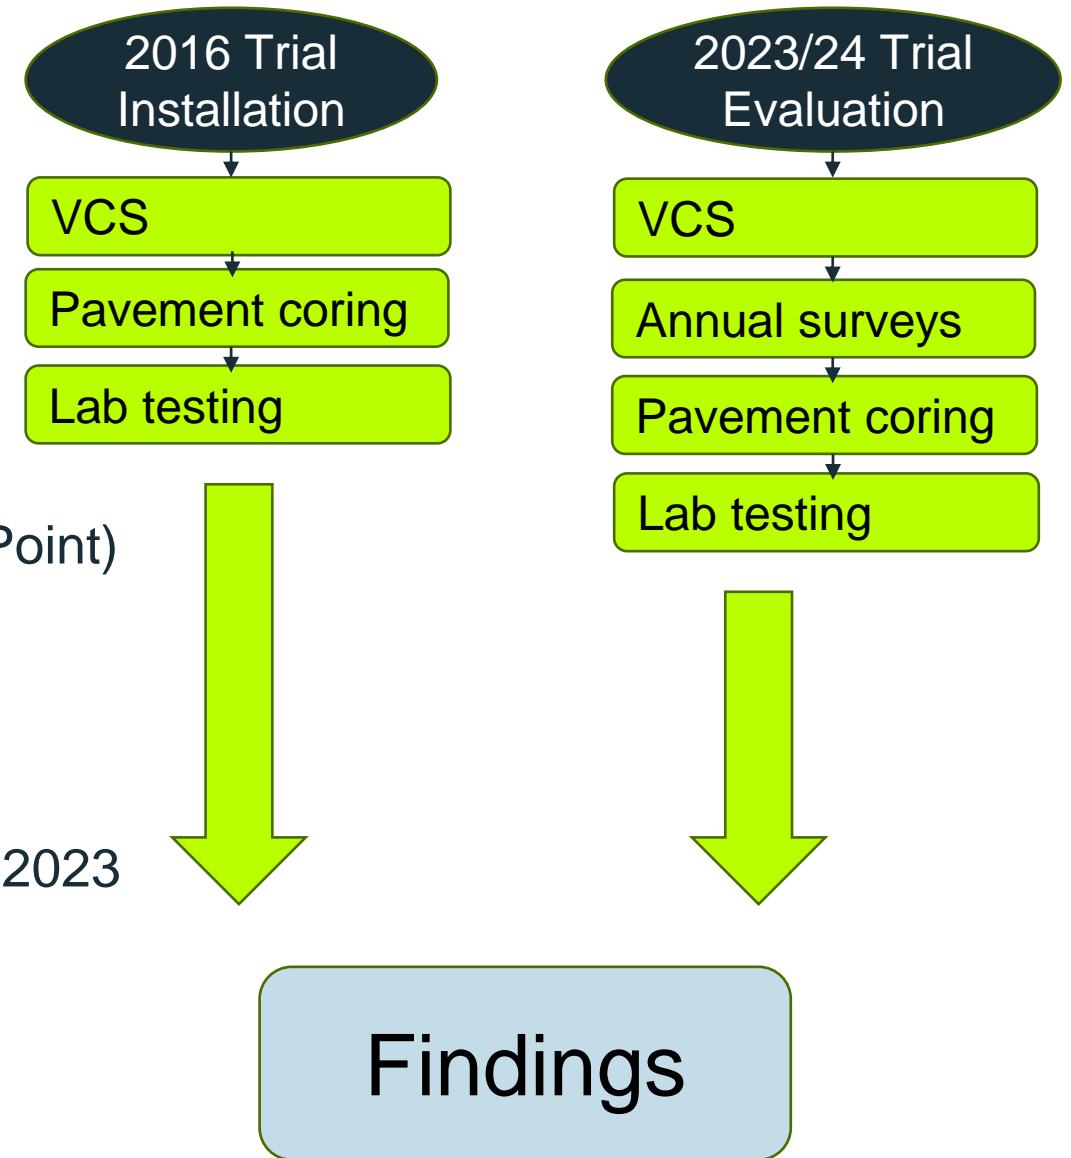 2016 Trial
Installation
VCS
Pavement coring
Lab testing
2023/24 Trial
Evaluation
VCS
Annual surveys
Pavement coring
Lab testing
Point)
2023
Findings